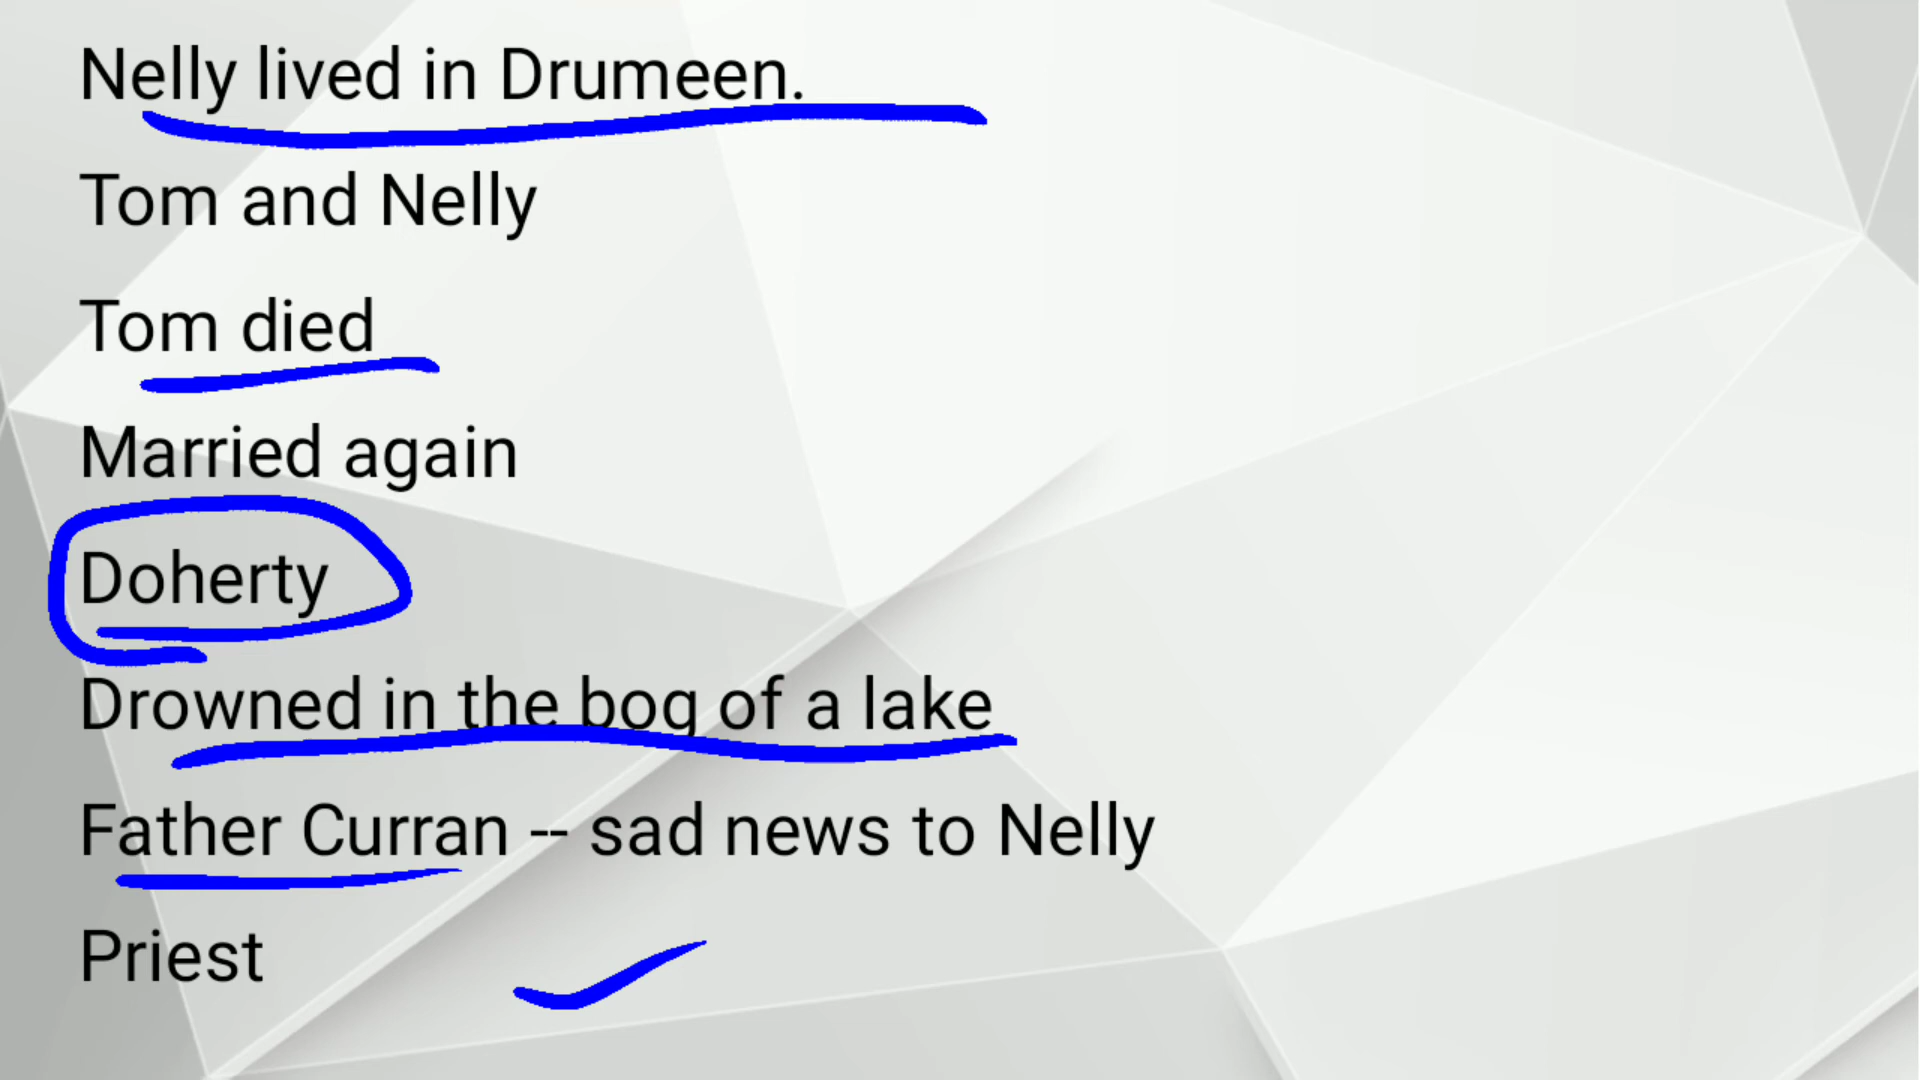 Nelly lived in Drumeen.
Tom and Nelly
Tom died
Married again
Doherty
Drowned in the bog of a lake
Father Curran -- sad news to Nelly
Priest